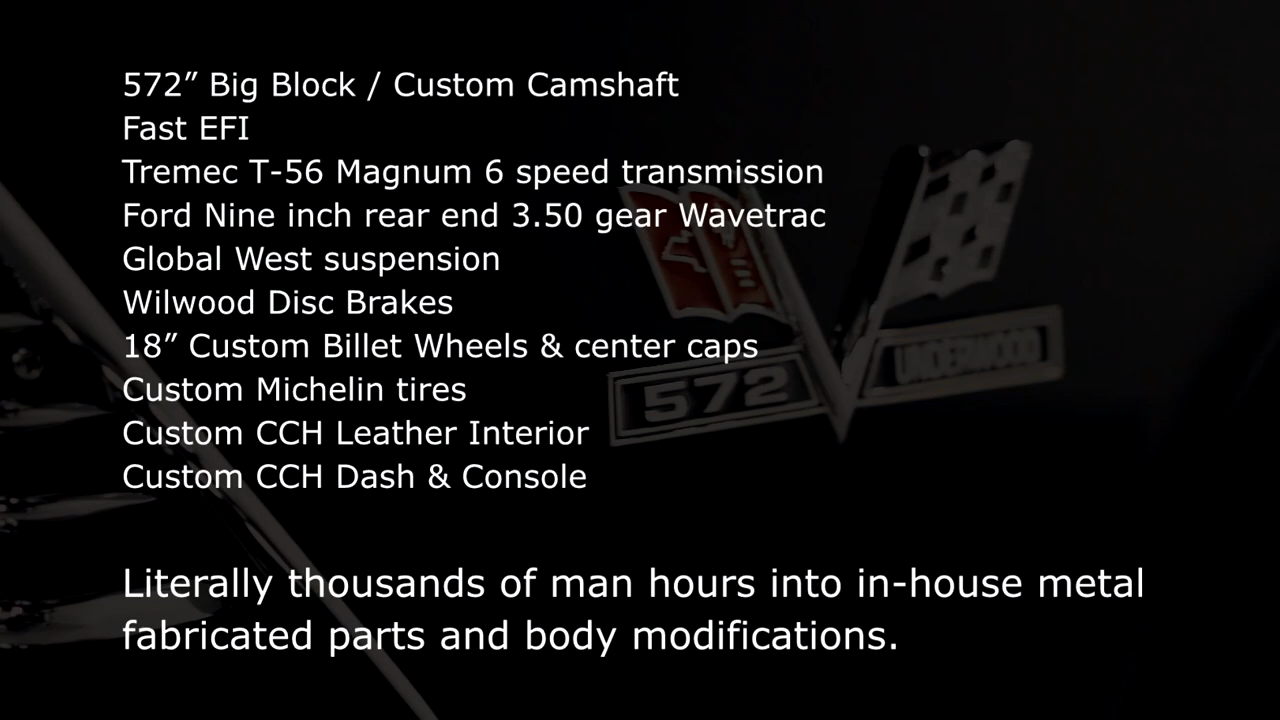 572” Big Block / Custom Camshaft
Fast EFI
Tremec T-56 Magnum 6 speed transmission
Ford Nine inch rear end 3.50 gear Wavetrac
Global West suspension
Wilwood Disc Brakes
18” Custom Billet Wheels & center caps
Custom Michelin tires
Custom CCH Leather Interior
Custom CCH Dash & Console
572 UNDERWOOD
Literally thousands of man hours into in-house metal
fabricated parts and body modifications.